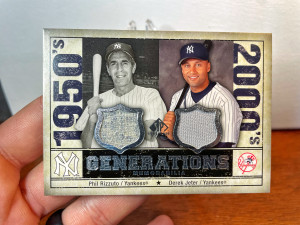 1950's
2000's
GENERATIONS
MEMORABILIA
Phil Rizzuto / Yankees® ★ Derek Jeter / Yankees®